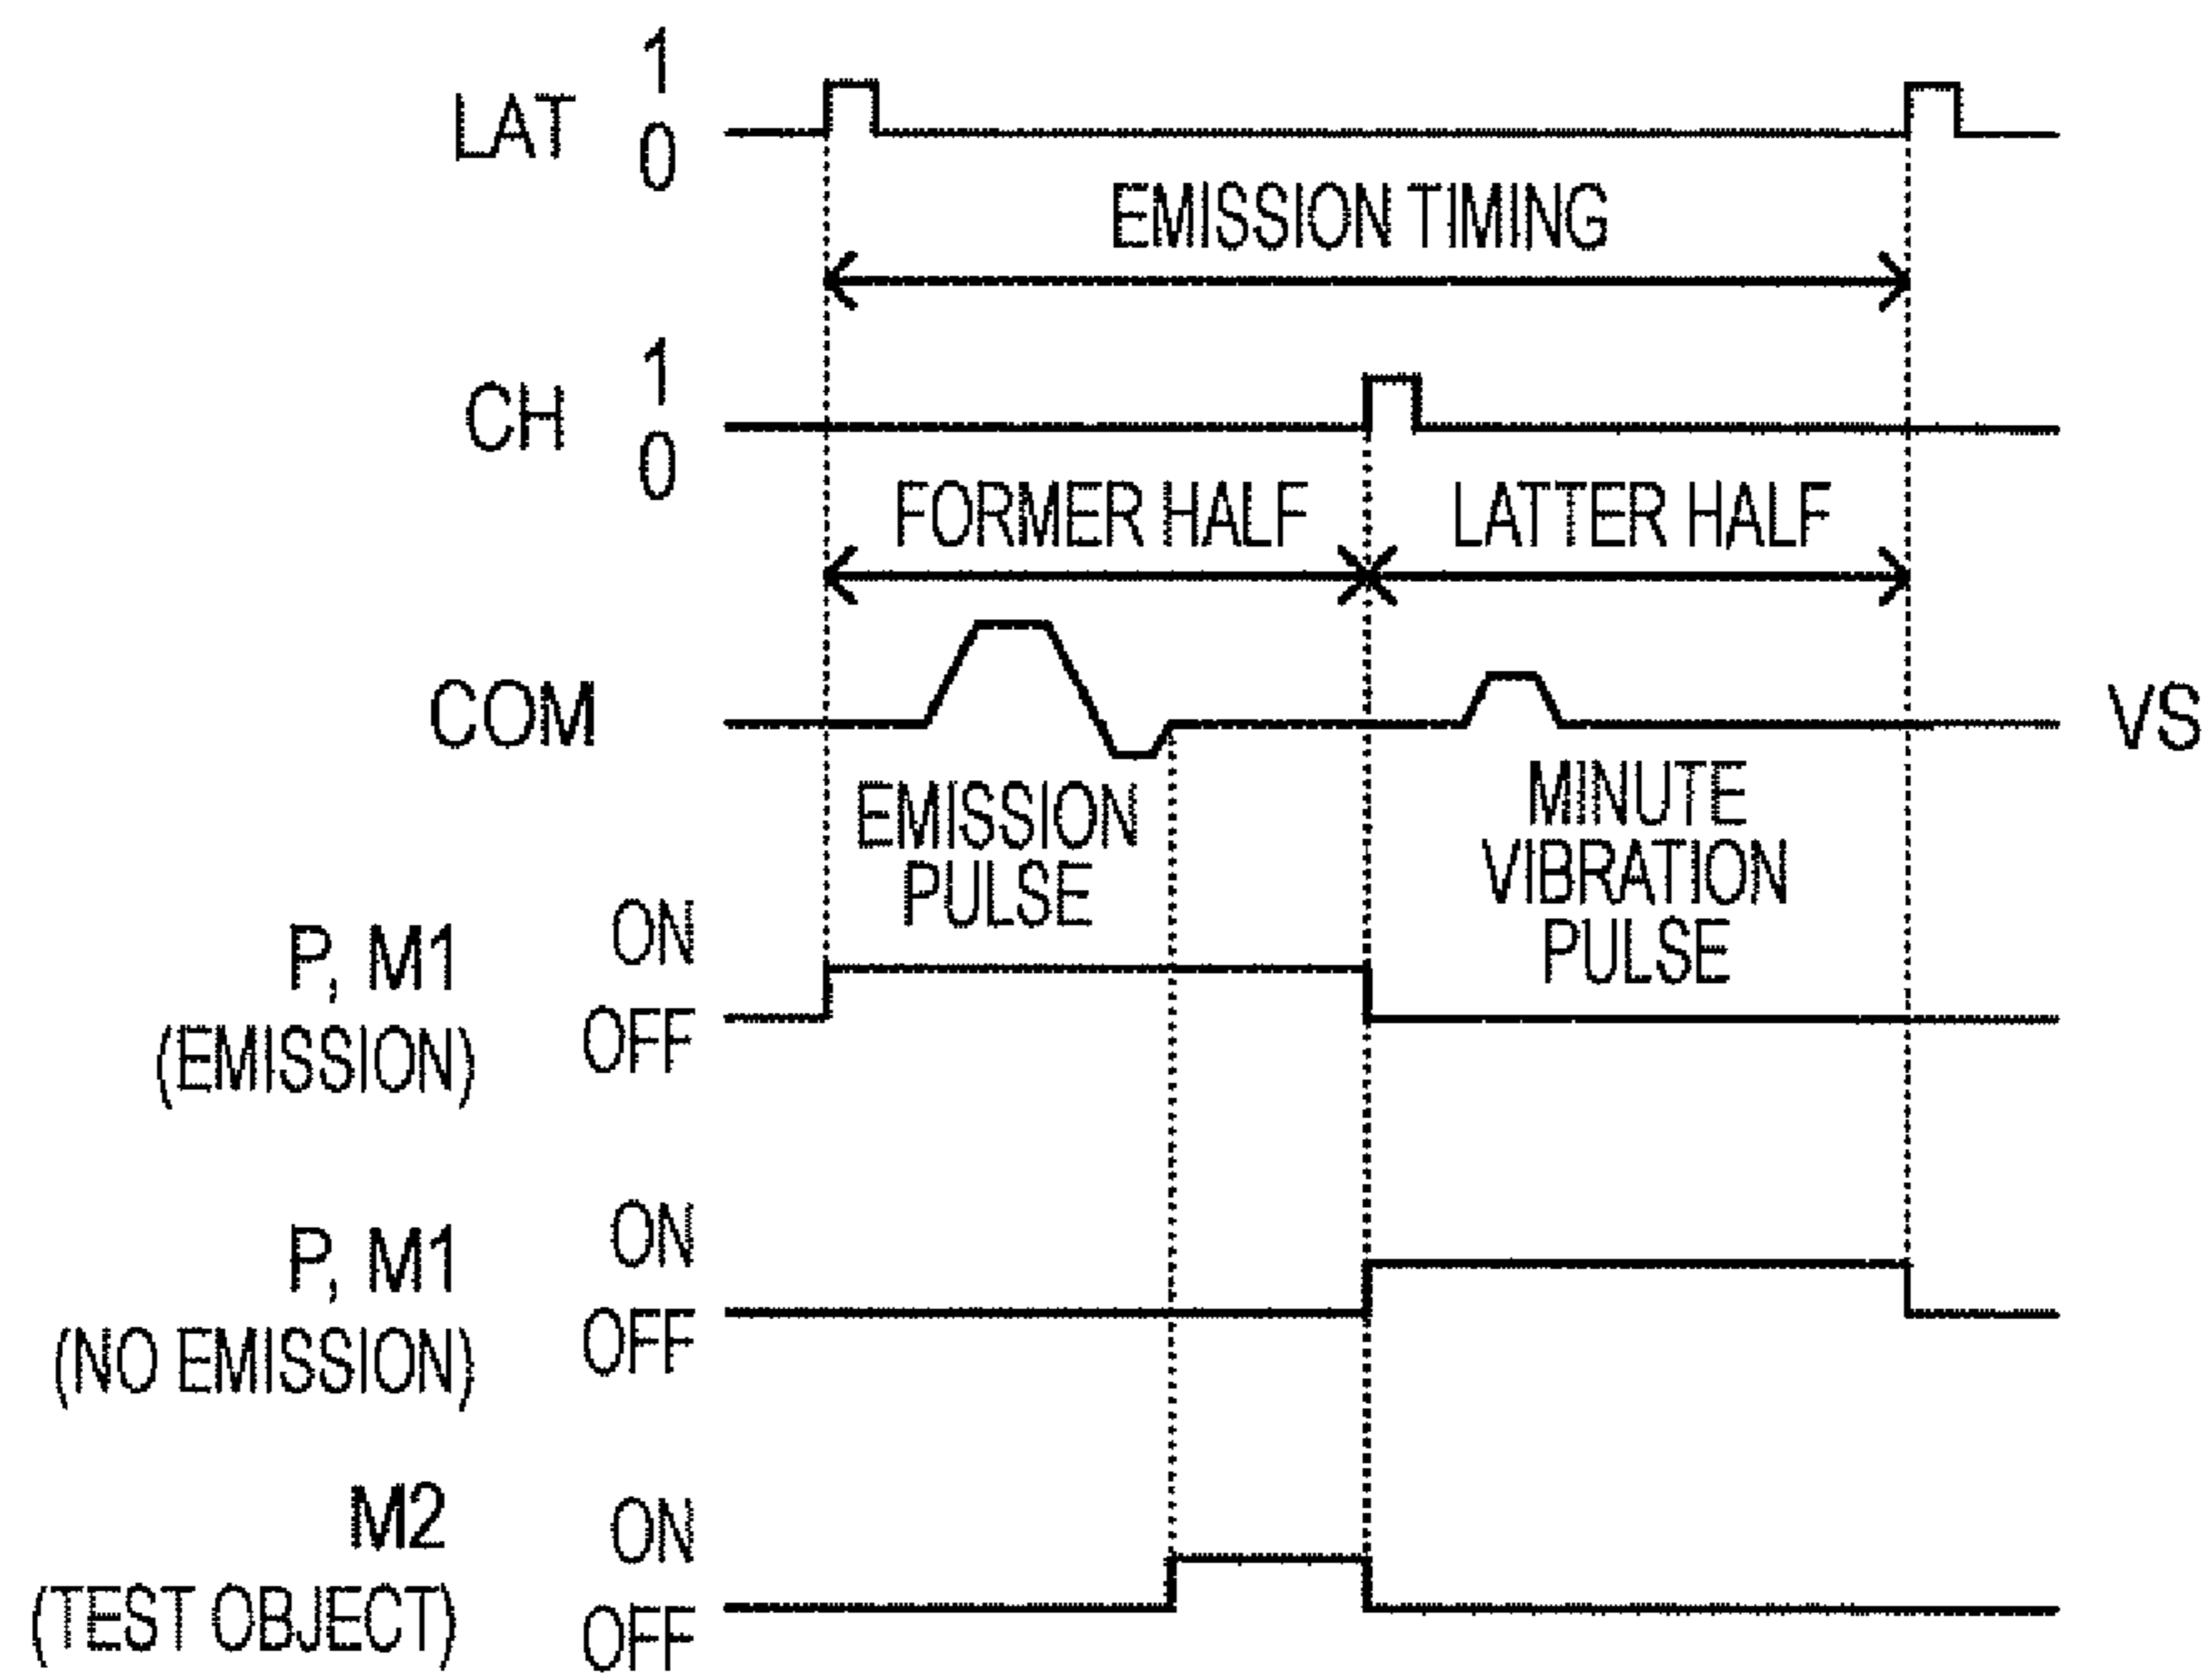 LAT 1
0
EMISSION TIMING
CH 1
0
FORMER HALF LATTER HALF
COM VS
EMISSION
PULSE
MINUTE
VIBRATION
PULSE
P, M1 ON
(EMISSION) OFF
P, M1 ON
(NO EMISSION) OFF
M2 ON
(TEST OBJECT) OFF